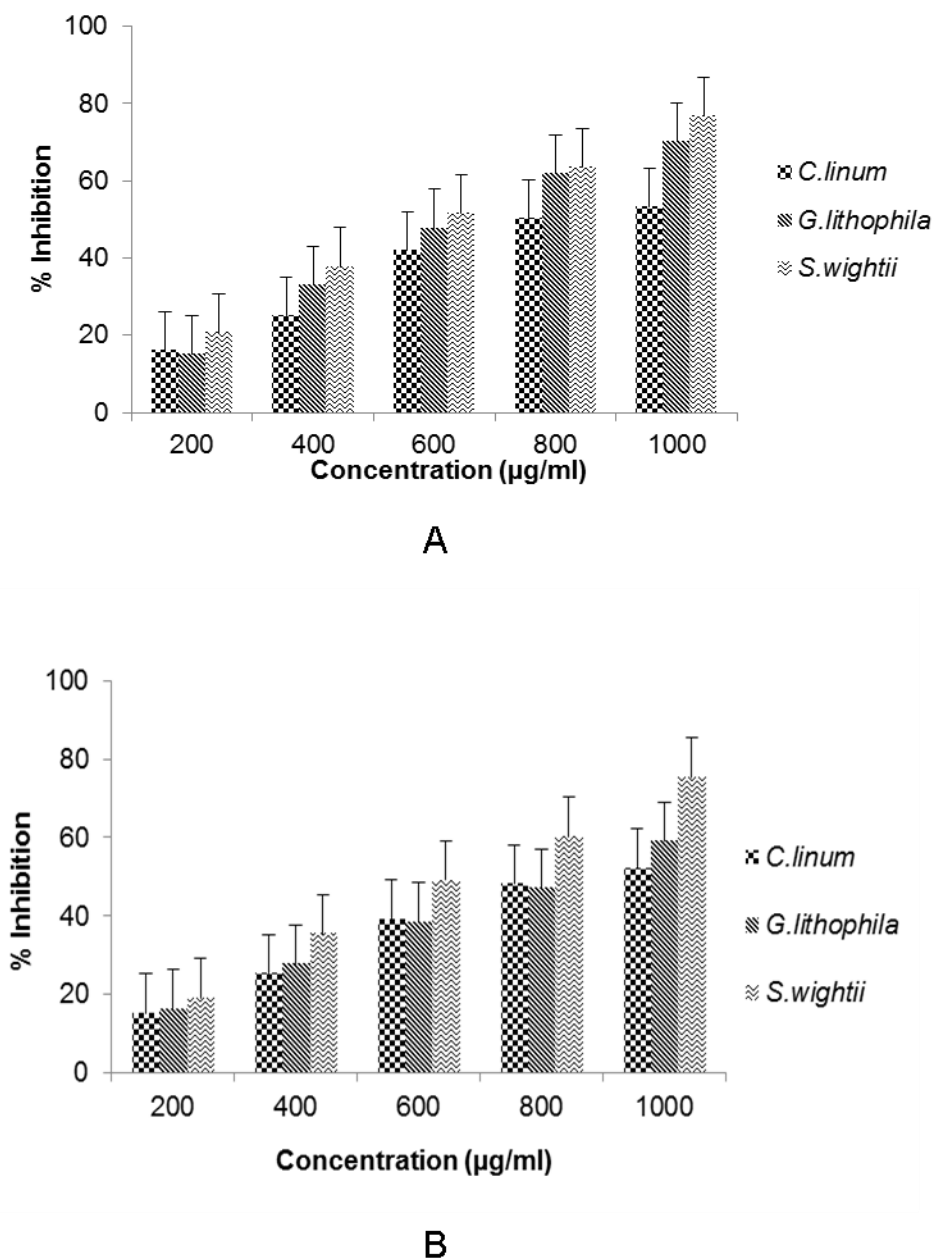 100
80
60
40
20
0
% Inhibition
200 400 600 800 1000
Concentration (µg/ml)
C.linum
G.lithophila
S.wightii
A
100
80
60
40
20
0
% Inhibition
200 400 600 800 1000
Concentration (µg/ml)
C.linum
G.lithophila
S.wightii
B